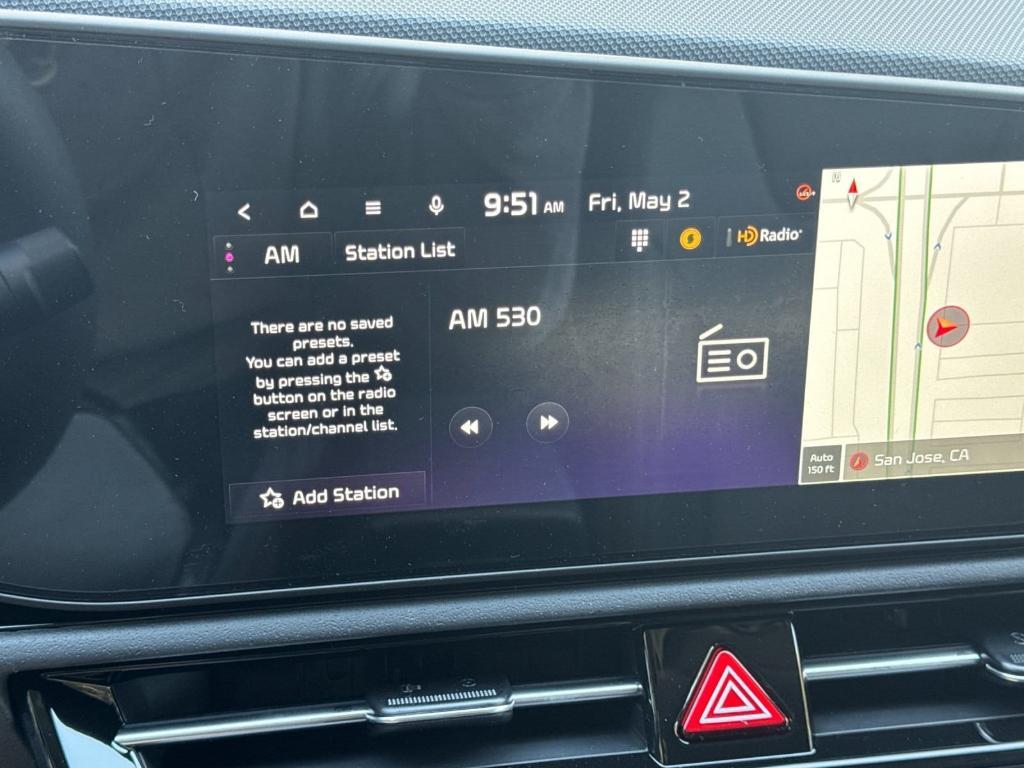 9:51 AM
Fri, May 2
AM
Station List
HD Radio
N
There are no saved
presets.
You can add a preset
by pressing the
button on the radio
screen or in the
station/channel list.
AM 530
Add Station
Auto
150 ft
San Jose, CA